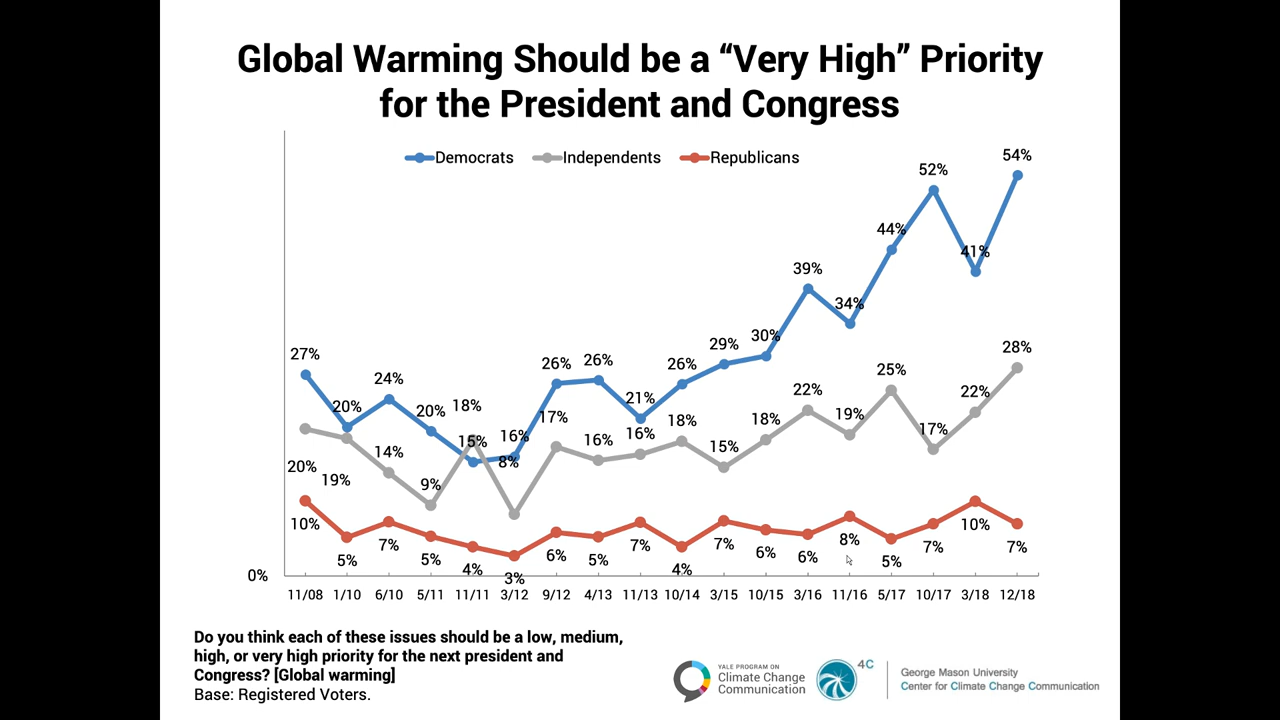 Global Warming Should be a “Very High” Priority
for the President and Congress
Democrats Independents Republicans
54%
52%
44%
41%
39%
34%
27% 24% 26% 26% 26% 29% 30%
20% 20% 21%
28%
25%
22% 22%
18% 15% 16% 17% 16% 16% 18% 15% 18% 19% 17%
14%
9% 8%
20% 19%
10% 5% 7% 5% 4% 3% 6% 5% 7% 4% 7% 6% 6% 8% 5% 7% 10% 7%
0%
11/08 1/10 6/10 5/11 11/11 3/12 9/12 4/13 11/13 10/14 3/15 10/15 3/16 11/16 5/17 10/17 3/18 12/18
Do you think each of these issues should be a low, medium,
high, or very high priority for the next president and
Congress? [Global warming]
Base: Registered Voters.
YALE PROGRAM ON
Climate Change
Communication
4C
George Mason University
Center for Climate Change Communication